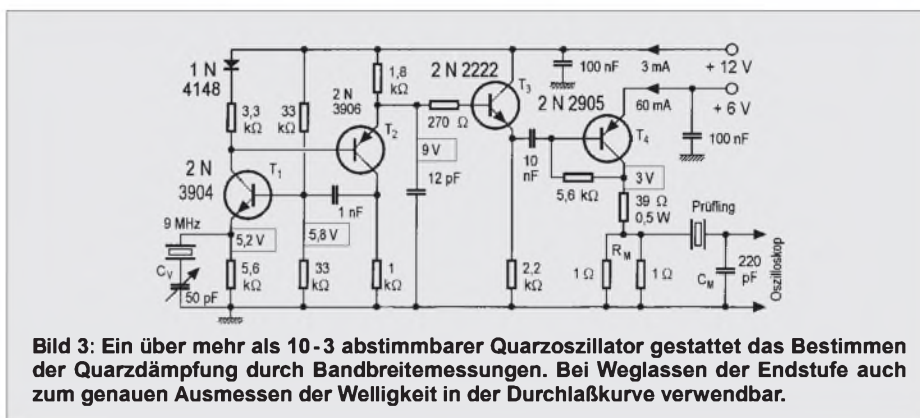 1 N
4148
3,3
kΩ
33
kΩ
2 N
3906
T2
1,8
kΩ
2 N 2222
T3
270 Ω
9 V
12 pF
100 nF
3 mA
+ 12 V
2 N 2905
60 mA
+ 6 V
T4
100 nF
2 N
3904
T1
1 nF
10
nF
5,6 kΩ
3 V
39 Ω
0,5 W
Prüfling
9 MHz
5,2 V
5,8 V
CV
50 pF
5,6
kΩ
33
kΩ
1
kΩ
2,2
kΩ
1 Ω
RM
1 Ω
CM
220
pF
Oszilloskop
Bild 3: Ein über mehr als 10-3 abstimmbarer Quarzoszillator gestattet das Bestimmen
der Quarzdämpfung durch Bandbreitemessungen. Bei Weglassen der Endstufe auch
zum genauen Ausmessen der Welligkeit in der Durchlaßkurve verwendbar.